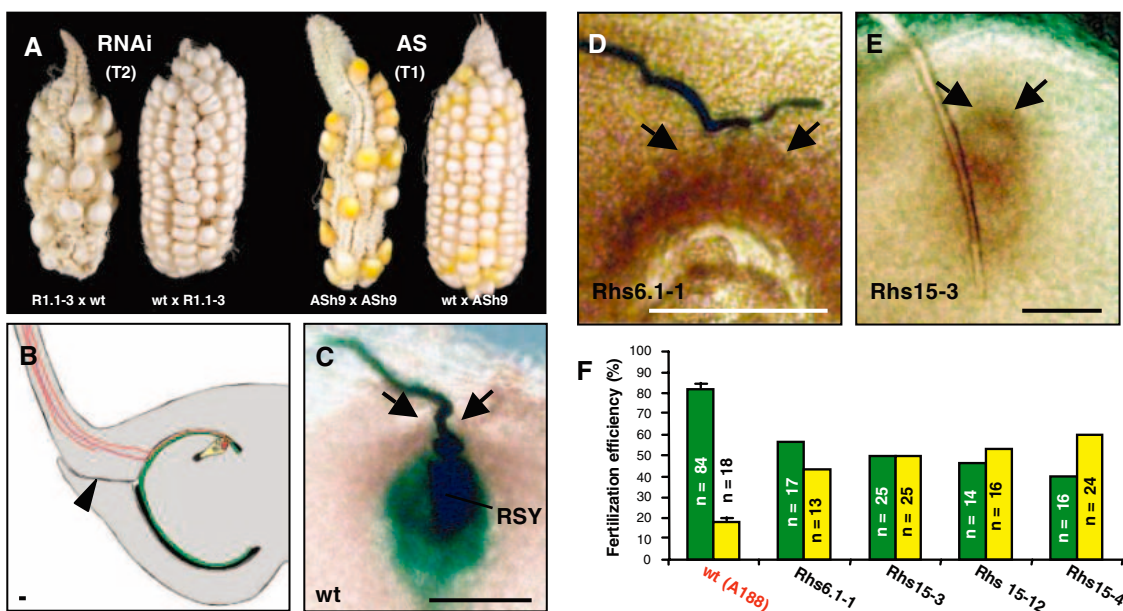 A
RNAi
(T2)
AS
(T1)
R1.1-3 x wt
wt x R1.1-3
ASh9 x ASh9
wt x ASh9
B
C
RSY
wt
D
Rhs6.1-1
E
Rhs15-3
F
Fertilization efficiency (%)
100
90
80
70
60
50
40
30
20
10
0
n = 84
n = 18
n = 17
n = 13
n = 25
n = 25
n = 14
n = 16
n = 16
n = 24
wt (A188)
Rhs6.1-1
Rhs15-3
Rhs 15-12
Rhs15-4